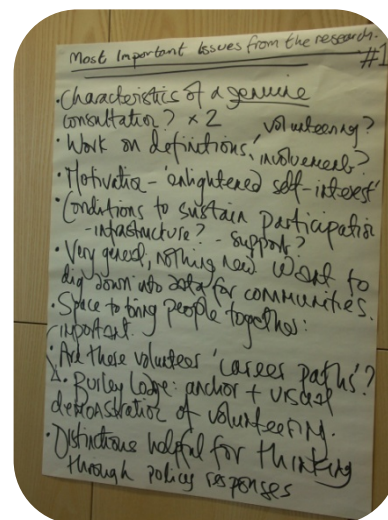 Most Important Issues from the research.
#1
• Characteristics of a genuine
consultation? x 2
• Work on definitions, 'volunteering?
involvement?
• Motivation - 'enlightened self-interest'
• Conditions to sustain participation
- infrastructure? - support?
• Very general, nothing new. Want to
dig down into data for communities.
• Space to bring people together:
important.
• Are these volunteer 'career paths'?
• Burley Lodge: anchor + visual
demonstration of volunteering.
• Distinctions helpful for thinking
through policy responses